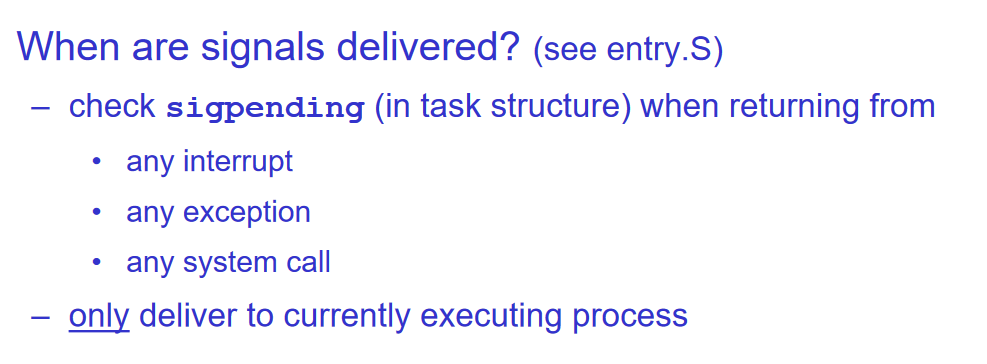 When are signals delivered? (see entry.S)
– check sigpending (in task structure) when returning from
• any interrupt
• any exception
• any system call
– only deliver to currently executing process